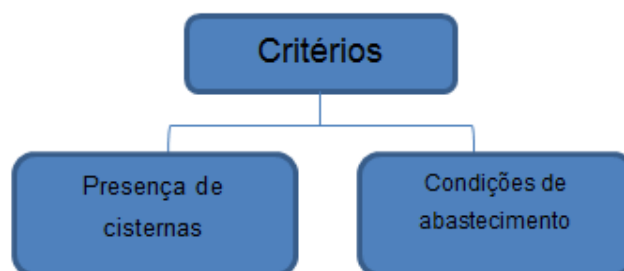 Critérios
Presença de
cisternas
Condições de
abastecimento